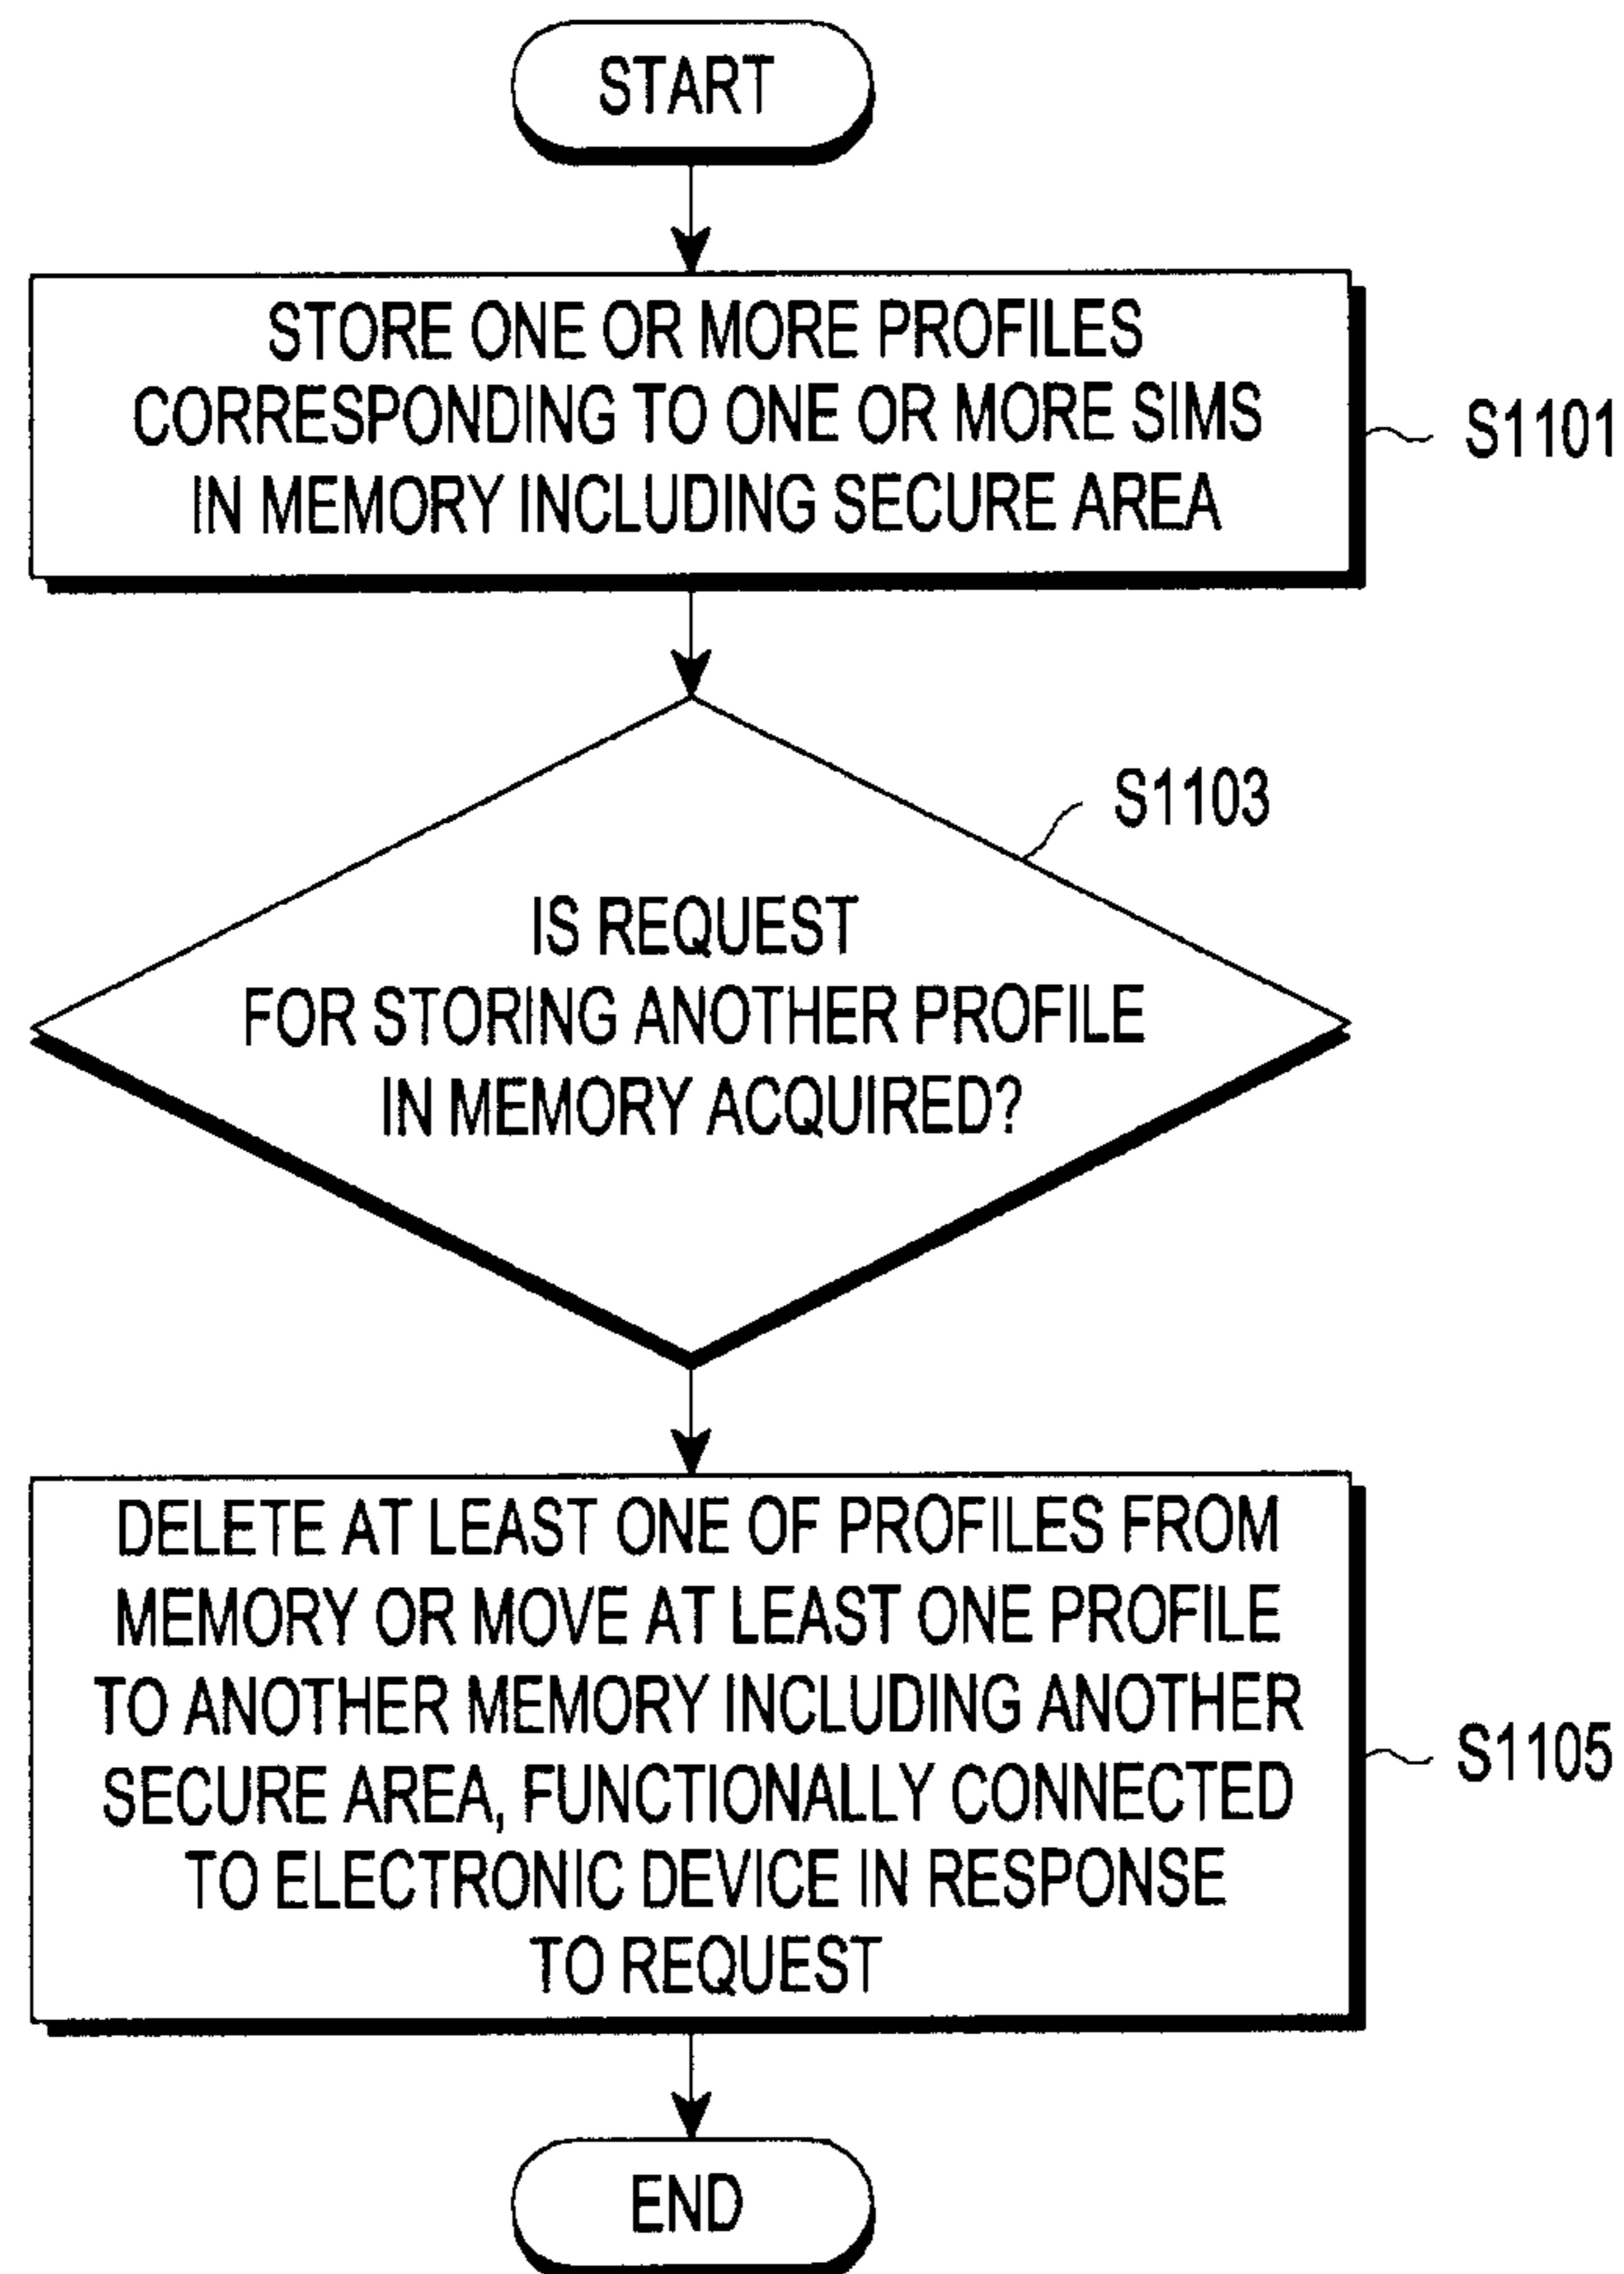 START
STORE ONE OR MORE PROFILES
CORRESPONDING TO ONE OR MORE SIMS
IN MEMORY INCLUDING SECURE AREA
S1101
S1103
IS REQUEST
FOR STORING ANOTHER PROFILE
IN MEMORY ACQUIRED?
DELETE AT LEAST ONE OF PROFILES FROM
MEMORY OR MOVE AT LEAST ONE PROFILE
TO ANOTHER MEMORY INCLUDING ANOTHER
SECURE AREA, FUNCTIONALLY CONNECTED
TO ELECTRONIC DEVICE IN RESPONSE
TO REQUEST
S1105
END